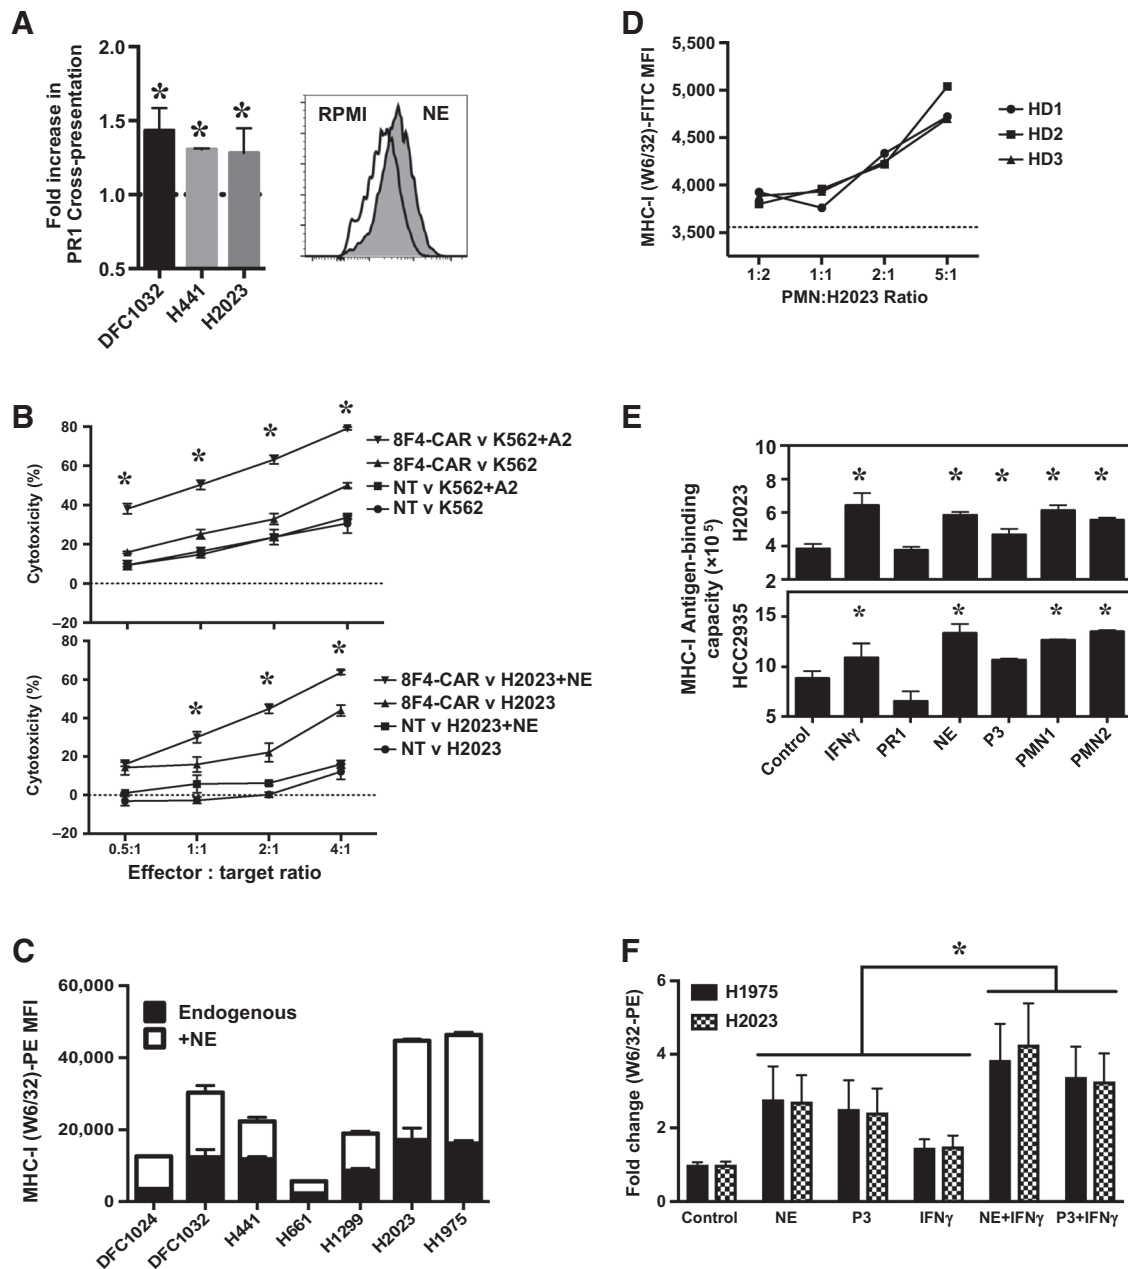 A
Fold increase in
PR1 Cross-presentation
2.0
1.5
1.0
0.5
*
*
*
DFC1032
H441
H2023
RPMI
NE
B
Cytotoxicity (%)
80
60
40
20
0
–20
*
*
*
*
8F4-CAR v K562+A2
8F4-CAR v K562
NT v K562+A2
NT v K562
Cytotoxicity (%)
80
60
40
20
0
–20
*
*
*
8F4-CAR v H2023+NE
8F4-CAR v H2023
NT v H2023+NE
NT v H2023
0.5:1
1:1
2:1
4:1
Effector : target ratio
C
MHC-I (W6/32)-PE MFI
60,000
40,000
20,000
0
Endogenous
+NE
DFC1024
DFC1032
H441
H661
H1299
H2023
H1975
D
MHC-I (W6/32)-FITC MFI
5,500
5,000
4,500
4,000
3,500
HD1
HD2
HD3
1:2
1:1
2:1
5:1
PMN:H2023 Ratio
E
MHC-I Antigen-binding
capacity (×10⁵)
H2023
HCC2935
10
8
6
4
2
* * * * *
15
10
5
* * * *
Control
IFNγ
PR1
NE
P3
PMN1
PMN2
F
Fold change (W6/32-PE)
6
4
2
0
*
H1975
H2023
Control
NE
P3
IFNγ
NE+IFNγ
P3+IFNγ